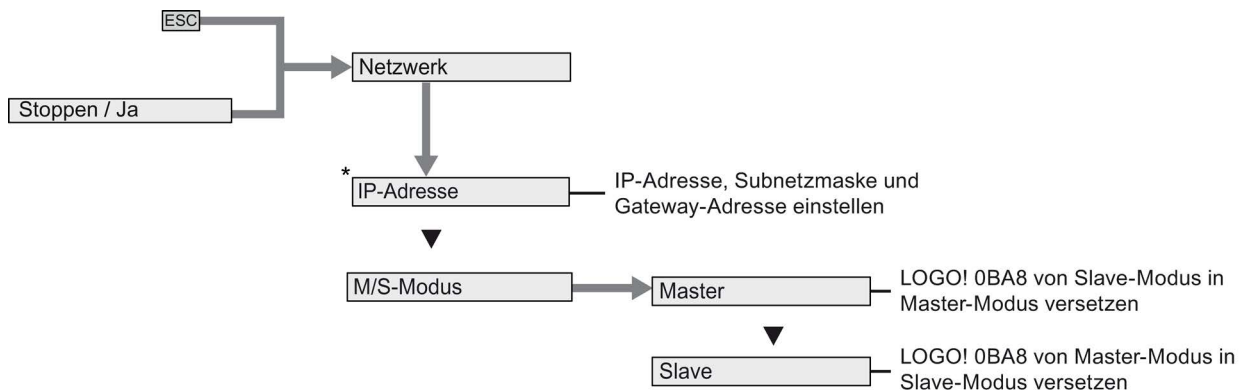 ESC
Netzwerk
Stoppen / Ja
*
IP-Adresse
IP-Adresse, Subnetzmaske und
Gateway-Adresse einstellen
M/S-Modus
Master
LOGO! 0BA8 von Slave-Modus in
Master-Modus versetzen
Slave
LOGO! 0BA8 von Master-Modus in
Slave-Modus versetzen